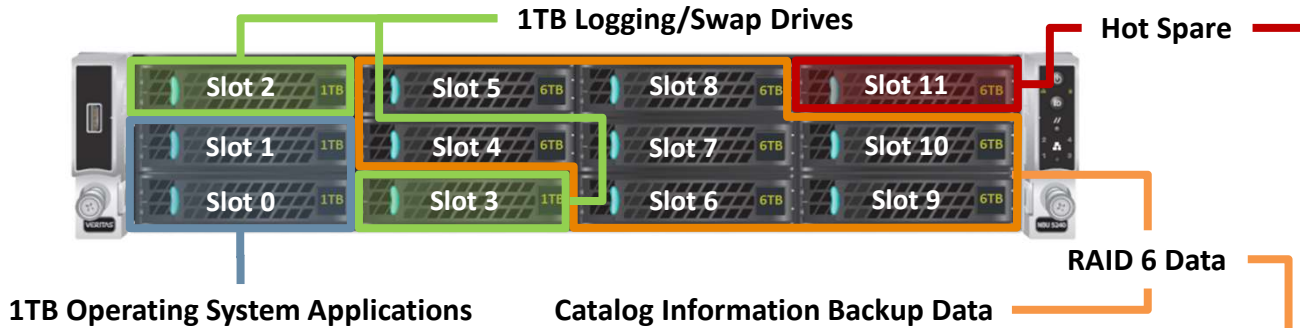 1TB Logging/Swap Drives
Hot Spare
Slot 2 1TB Slot 5 6TB Slot 8 6TB Slot 11 6TB
Slot 1 1TB Slot 4 6TB Slot 7 6TB Slot 10 6TB
Slot 0 1TB Slot 3 1TB Slot 6 6TB Slot 9 6TB
VERITAS
NBU 5240
RAID 6 Data
1TB Operating System Applications
Catalog Information Backup Data